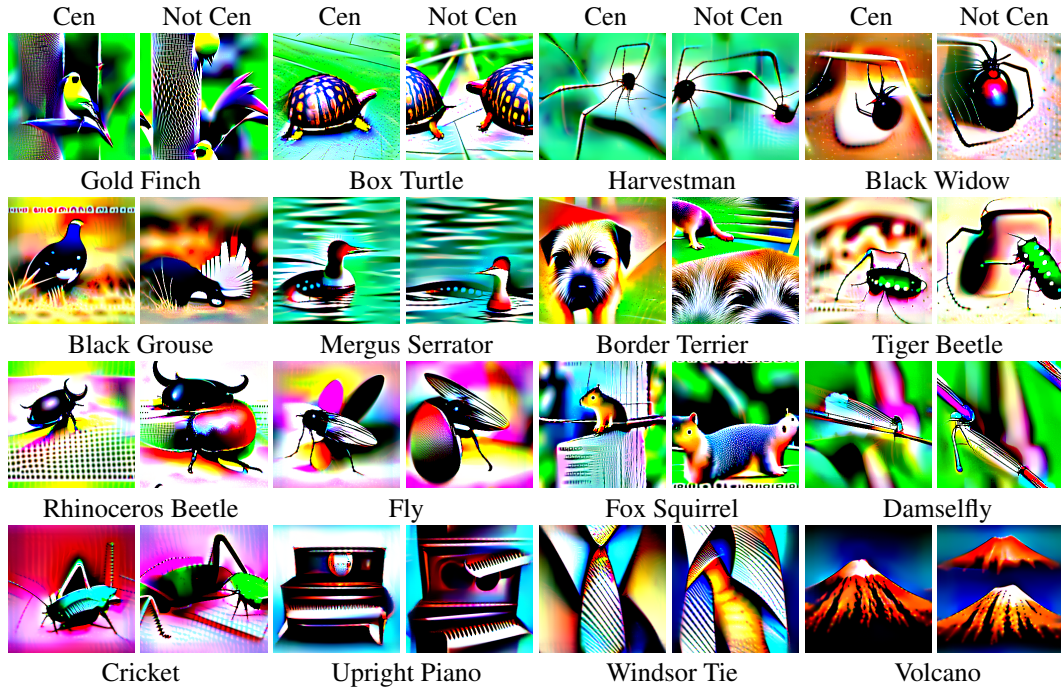 Cen Not Cen Cen Not Cen Cen Not Cen Cen Not Cen
Gold Finch Box Turtle Harvestman Black Widow
Black Grouse Mergus Serrator Border Terrier Tiger Beetle
Rhinoceros Beetle Fly Fox Squirrel Damselfly
Cricket Upright Piano Windsor Tie Volcano